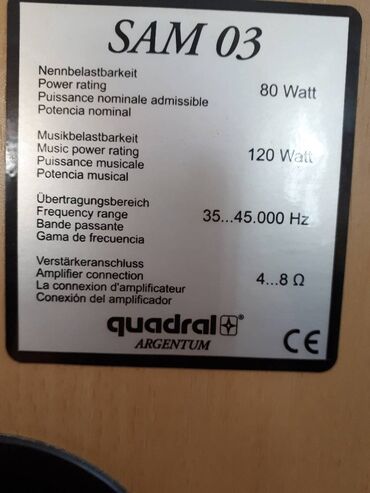 SAM 03
Nennbelastbarkeit
Power rating 80 Watt
Puissance nominale admissible
Potencia nominal
Musikbelastbarkeit
Music power rating 120 Watt
Puissance musicale
Potencia musical
Übertragungsbereich
Frequency range 35...45.000 Hz
Bande passante
Gama de frecuencia
Verstärkeranschluss
Amplifier connection 4...8 Ω
La connexion d'amplificateur
Conexión del amplificador
quadral®
ARGENTUM CE